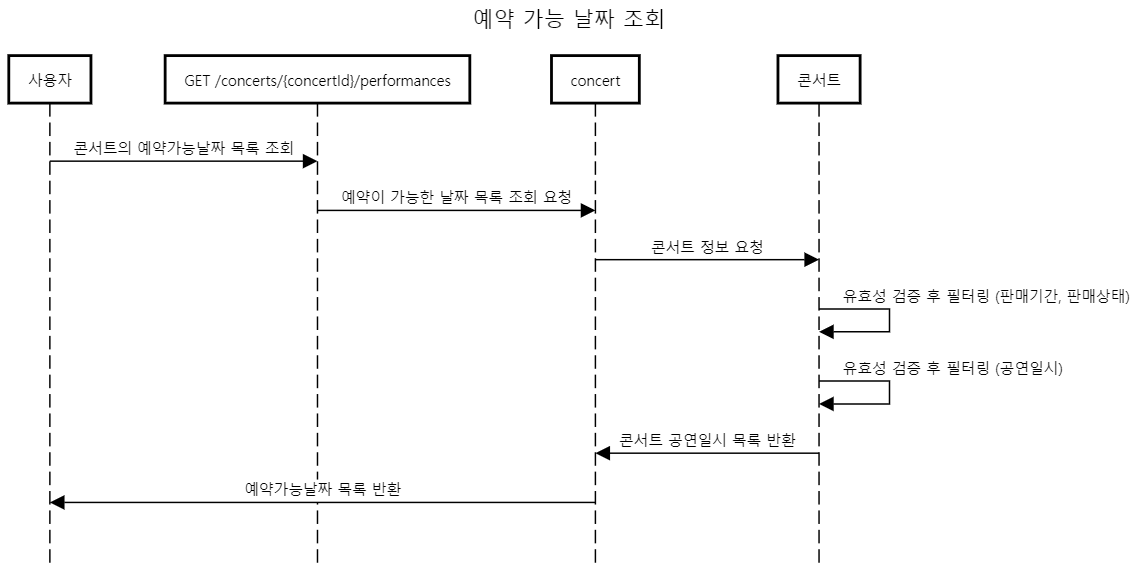 예약 가능 날짜 조회
사용자
GET /concerts/{concertId}/performances
concert
콘서트
콘서트의 예약가능날짜 목록 조회
예약이 가능한 날짜 목록 조회 요청
콘서트 정보 요청
유효성 검증 후 필터링 (판매기간, 판매상태)
유효성 검증 후 필터링 (공연일시)
콘서트 공연일시 목록 반환
예약가능날짜 목록 반환